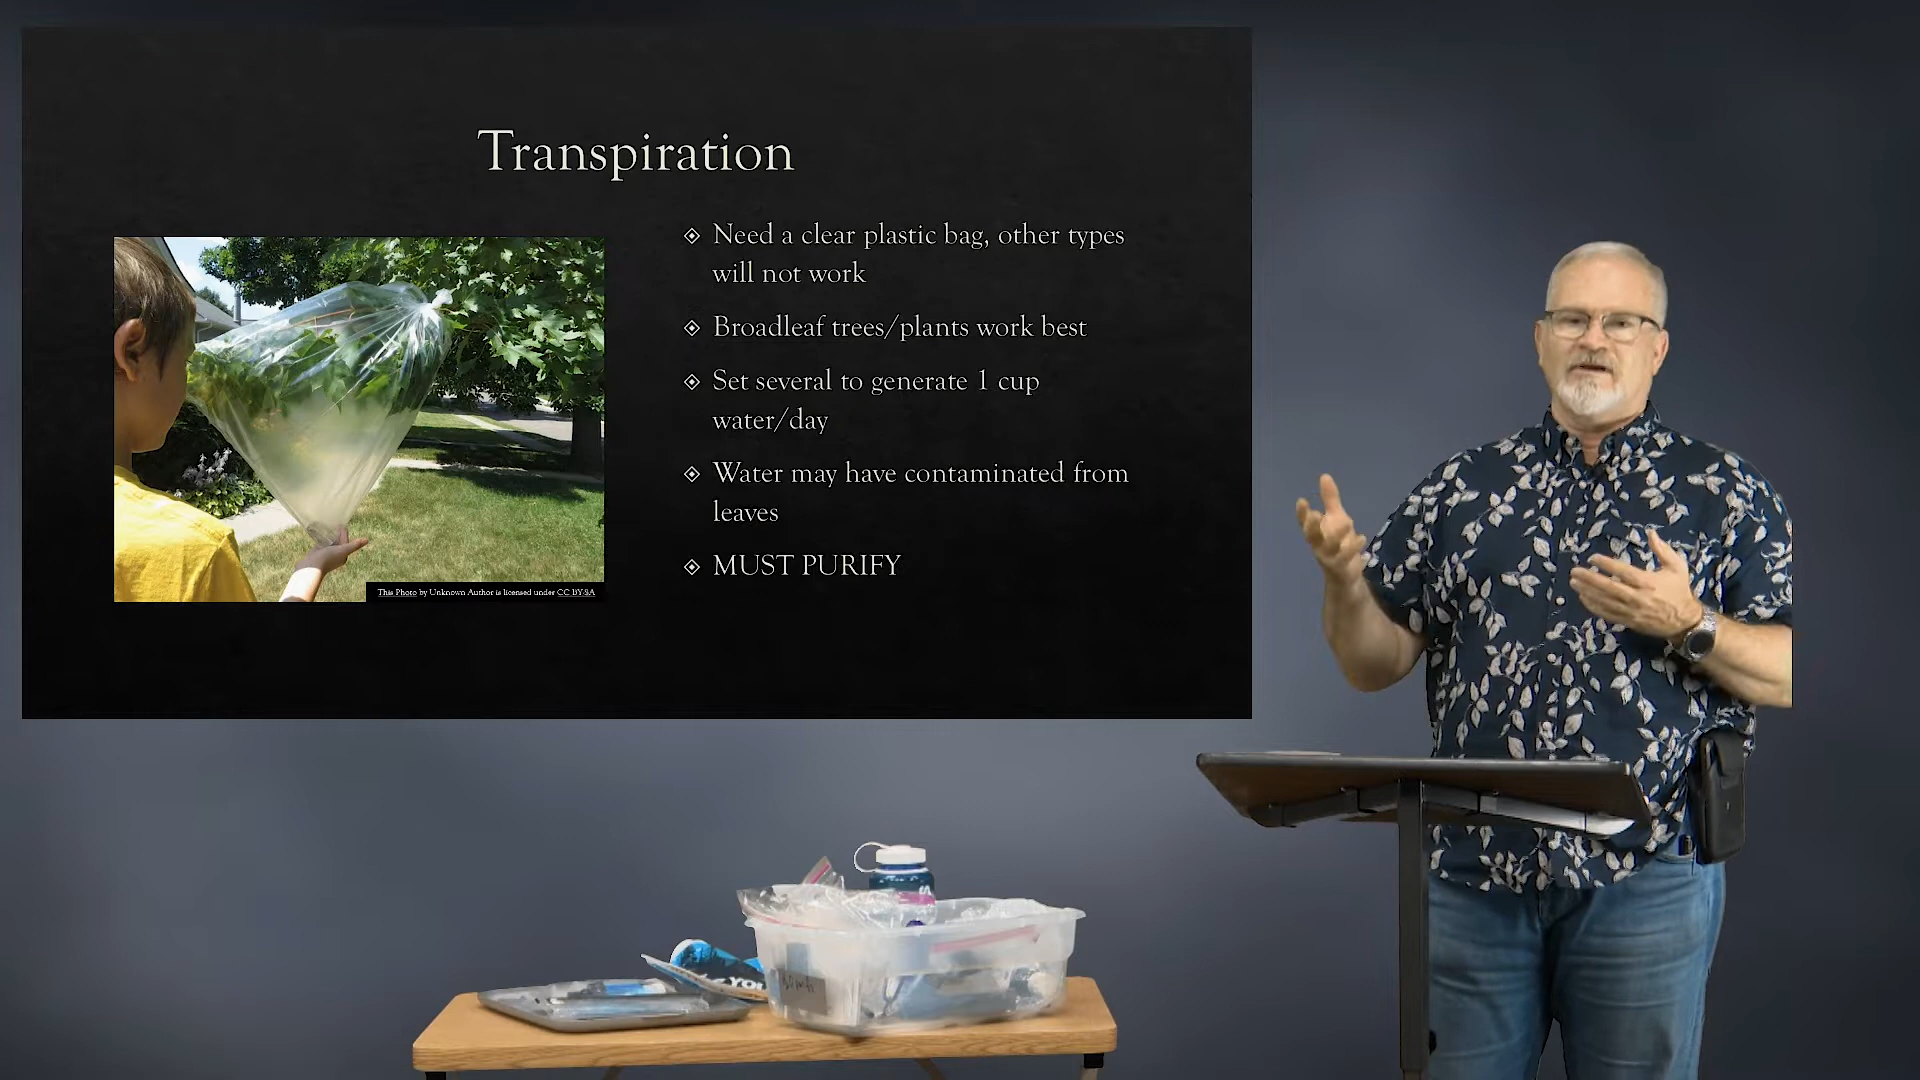 Transpiration
Need a clear plastic bag, other types
will not work
Broadleaf trees/plants work best
Set several to generate 1 cup
water/day
Water may have contaminated from
leaves
MUST PURIFY
This Photo by Unknown Author is licensed under CC BY-SA